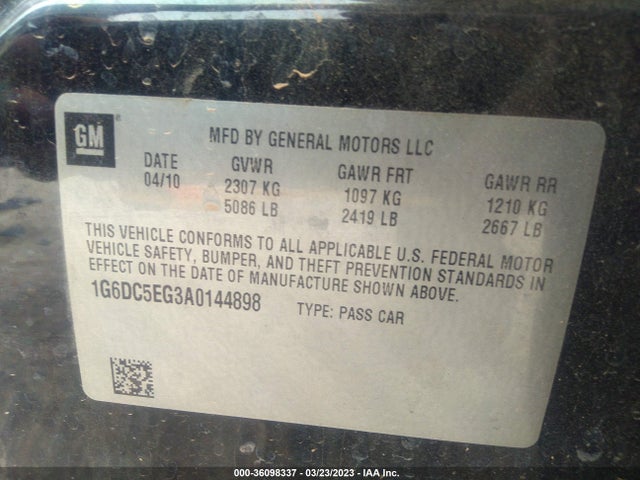 GM
MFD BY GENERAL MOTORS LLC
DATE GVWR GAWR FRT GAWR RR
04/10 2307 KG 1097 KG 1210 KG
5086 LB 2419 LB 2667 LB
THIS VEHICLE CONFORMS TO ALL APPLICABLE U.S. FEDERAL MOTOR
VEHICLE SAFETY, BUMPER, AND THEFT PREVENTION STANDARDS IN
EFFECT ON THE DATE OF MANUFACTURE SHOWN ABOVE.
1G6DC5EG3A0144898 TYPE: PASS CAR
000-36098337 - 03/23/2023 - IAA Inc.